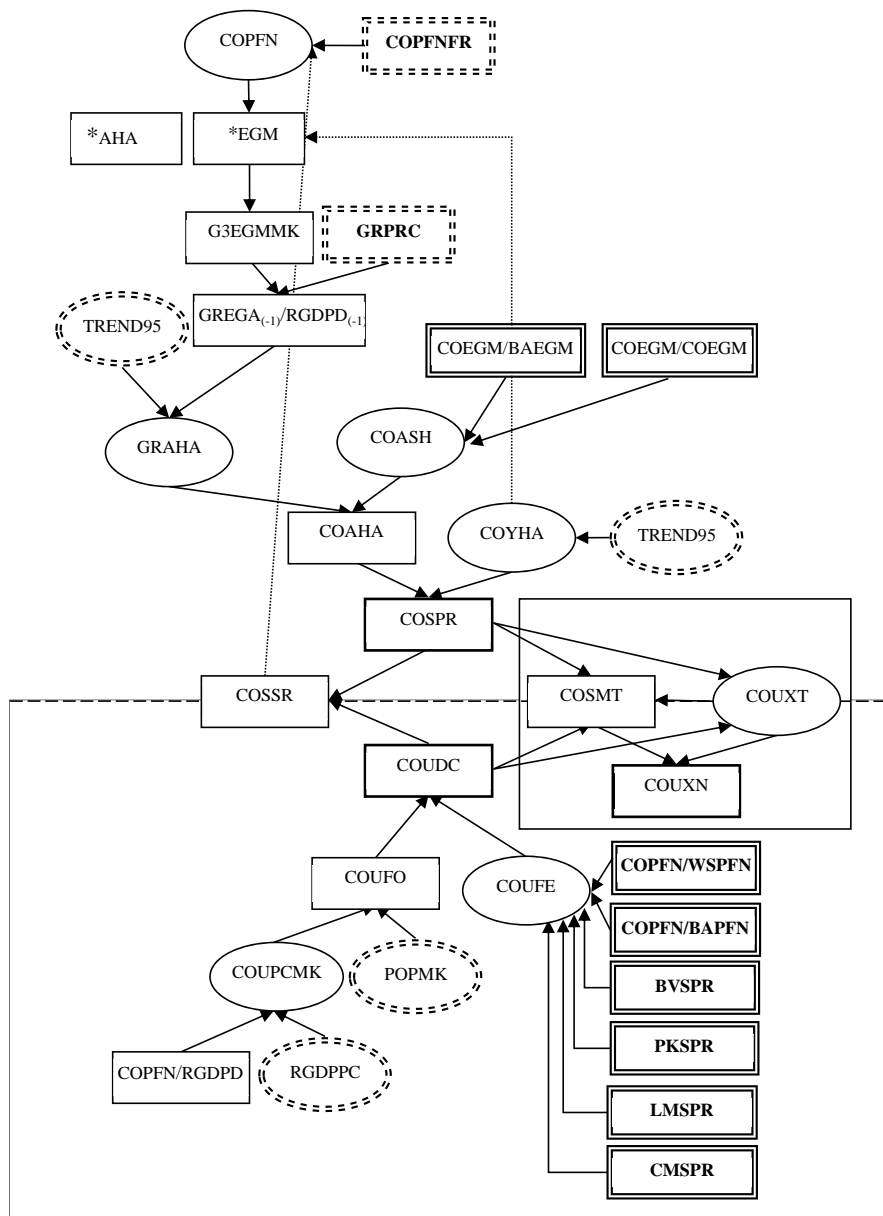 COPFN
COPFNFR
*AHA
*EGM
G3EGMMK
GRPRC
GREGA(-1)/RGDPD(-1)
TREND95
COEGM/BAEGM
COEGM/COEGM
GRAHA
COASH
COAHA
COYHA
TREND95
COSPR
COSSR
COSMT
COUXT
COUDC
COUXN
COUFO
COUFE
COPFN/WSPFN
COPFN/BAPFN
COUPCMK
POPMK
BVSPR
PKSPR
COPFN/RGDPD
RGDPPC
LMSPR
CMSPR